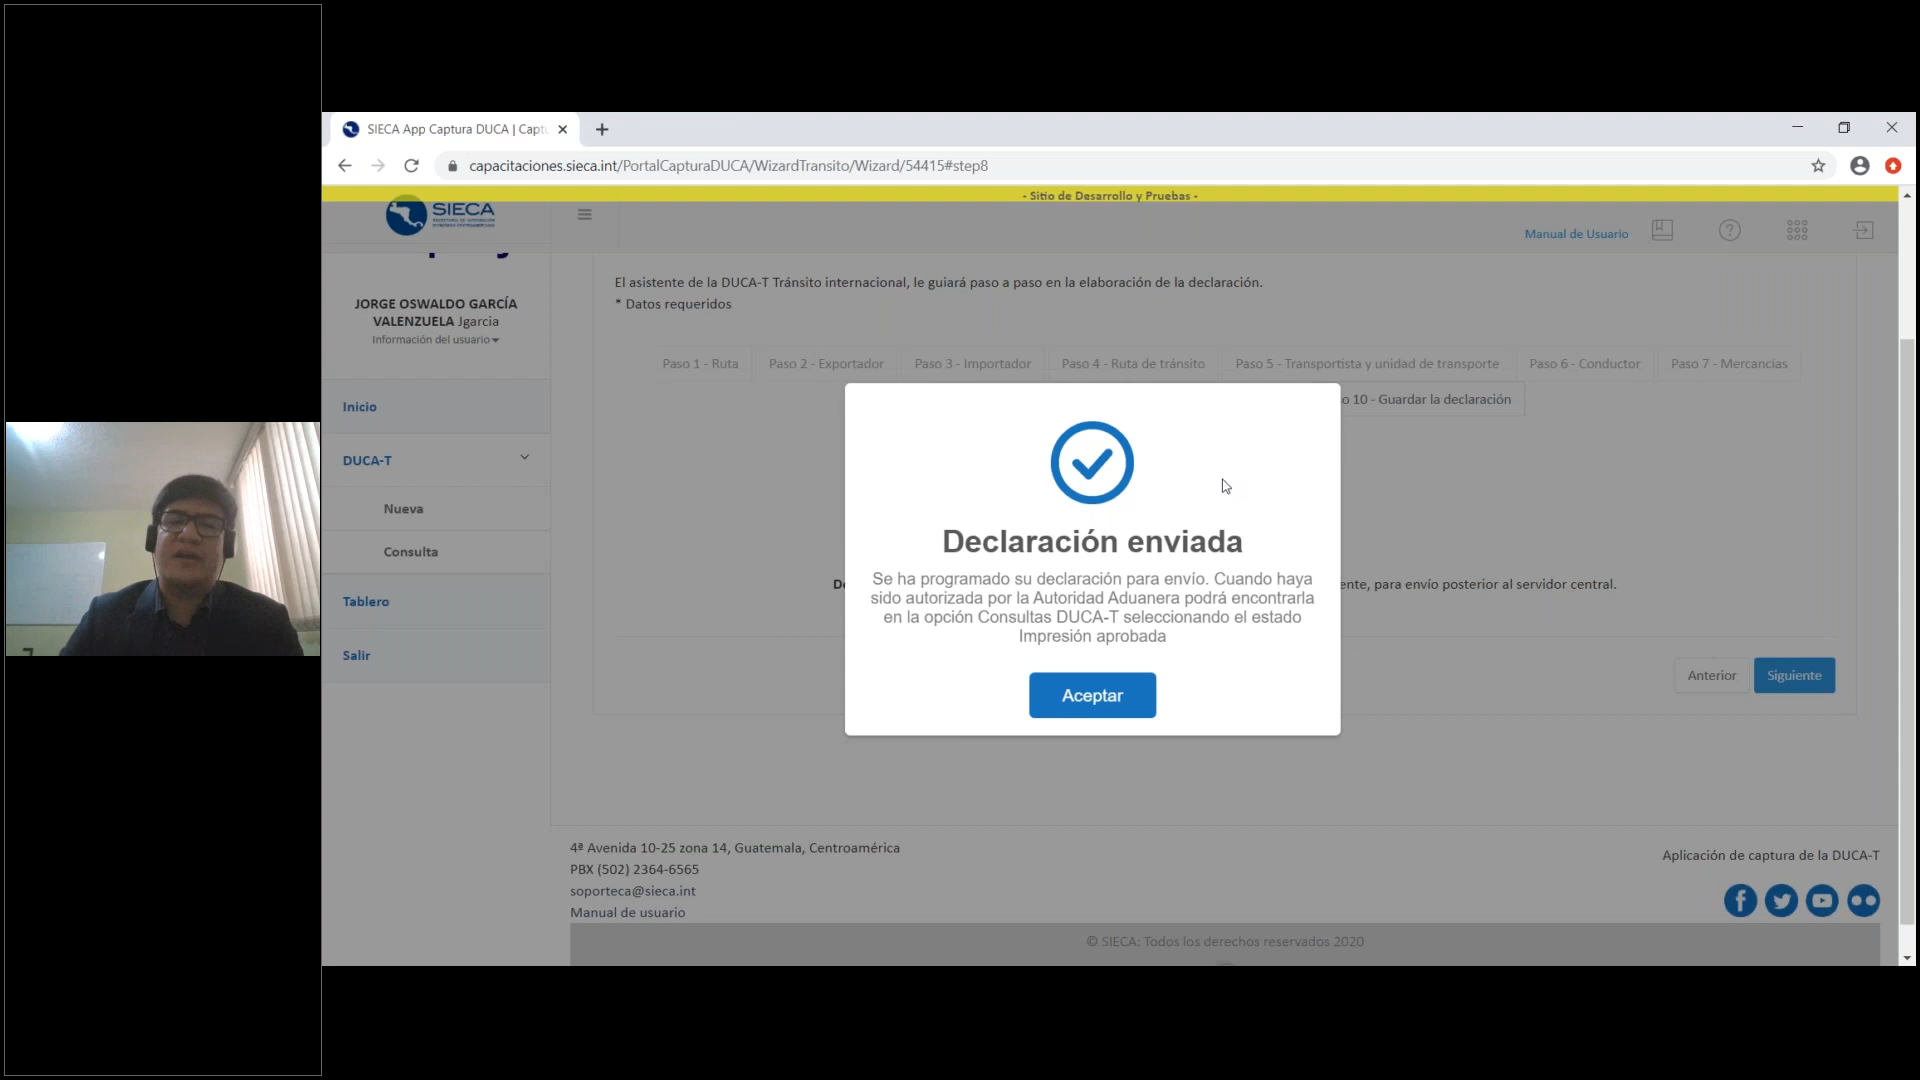 SIECA App Captura DUCA | Captu
capacitaciones.sieca.int/PortalCapturaDUCA/WizardTransito/Wizard/54415#step8
- Sitio de Desarrollo y Pruebas -
SIECA
Manual de Usuario
JORGE OSWALDO GARCÍA
VALENZUELA Jgarcia
Información del usuario
Inicio
DUCA-T
Nueva
Consulta
Tablero
Salir
El asistente de la DUCA-T Tránsito internacional, le guiará paso a paso en la elaboración de la declaración.
* Datos requeridos
Paso 1 - Ruta
Paso 2 - Exportador
Paso 3 - Importador
Paso 4 - Ruta de tránsito
Paso 5 - Transportista y unidad de transporte
Paso 6 - Conductor
Paso 7 - Mercancías
o 10 - Guardar la declaración
Declaración enviada
Se ha programado su declaración para envío. Cuando haya
sido autorizada por la Autoridad Aduanera podrá encontrarla
en la opción Consultas DUCA-T seleccionando el estado
Impresión aprobada
Aceptar
De
ente, para envío posterior al servidor central.
Anterior
Siguiente
4ª Avenida 10-25 zona 14, Guatemala, Centroamérica
PBX (502) 2364-6565
soporteca@sieca.int
Manual de usuario
Aplicación de captura de la DUCA-T
© SIECA: Todos los derechos reservados 2020